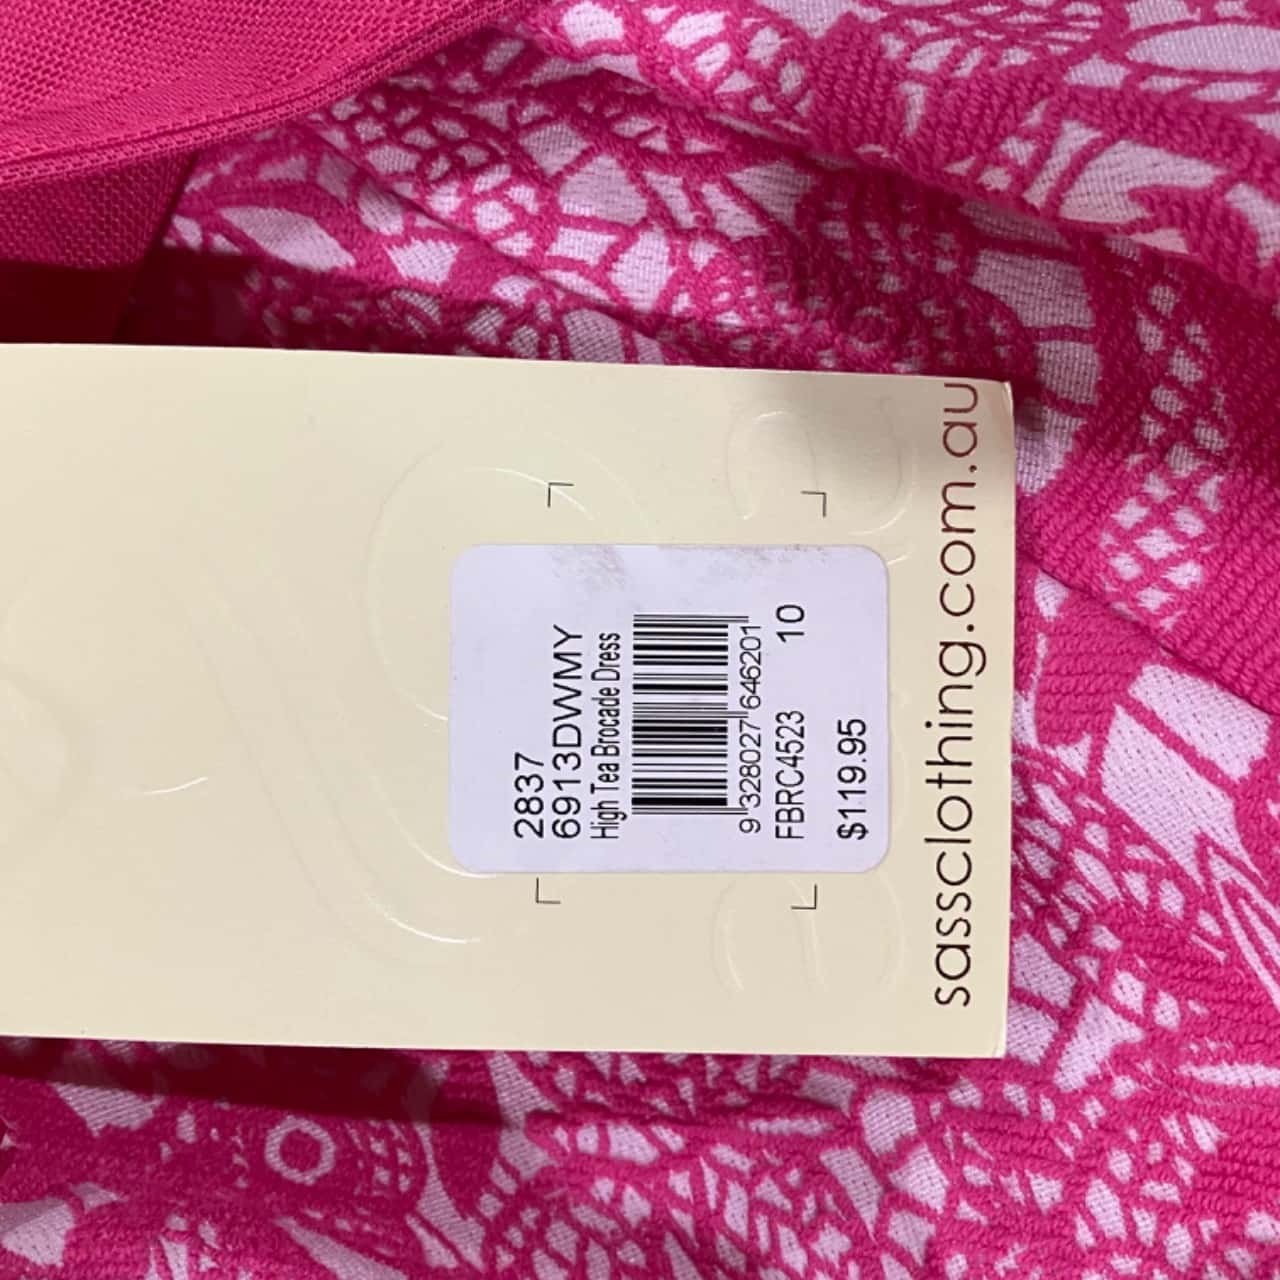 2837
6913DWMY
High Tea Brocade Dress
9 328027 646201
FBRC4523 10
$119.95
sassclothing.com.au